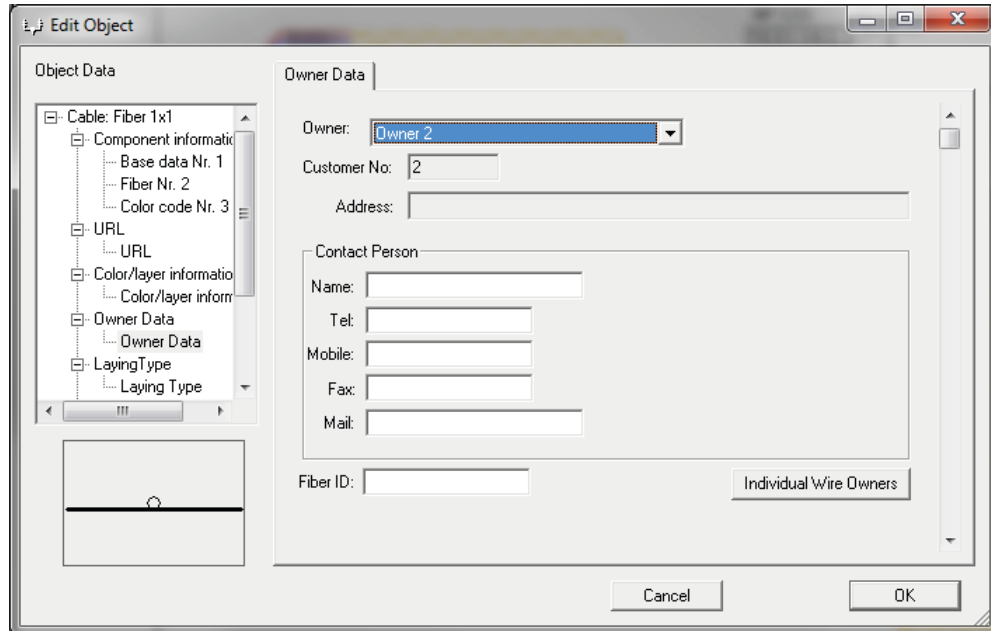 Edit Object
Object Data
Cable: Fiber 1x1
Component informatic
Base data Nr. 1
Fiber Nr. 2
Color code Nr. 3
URL
URL
Color/layer informatio
Color/layer inform
Owner Data
Owner Data
LayingType
Laying Type
Owner Data
Owner: Owner 2
Customer No: 2
Address:
Contact Person
Name:
Tel:
Mobile:
Fax:
Mail:
Fiber ID:
Individual Wire Owners
Cancel
OK